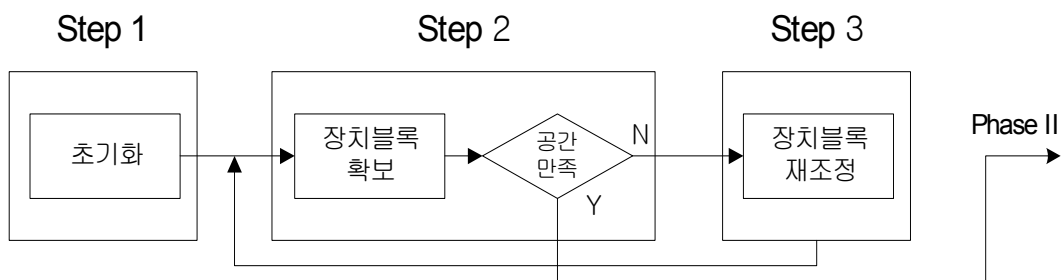 Step 1
Step 2
Step 3
초기화
장치블록
확보
공간
만족
N
Y
장치블록
재조정
Phase II